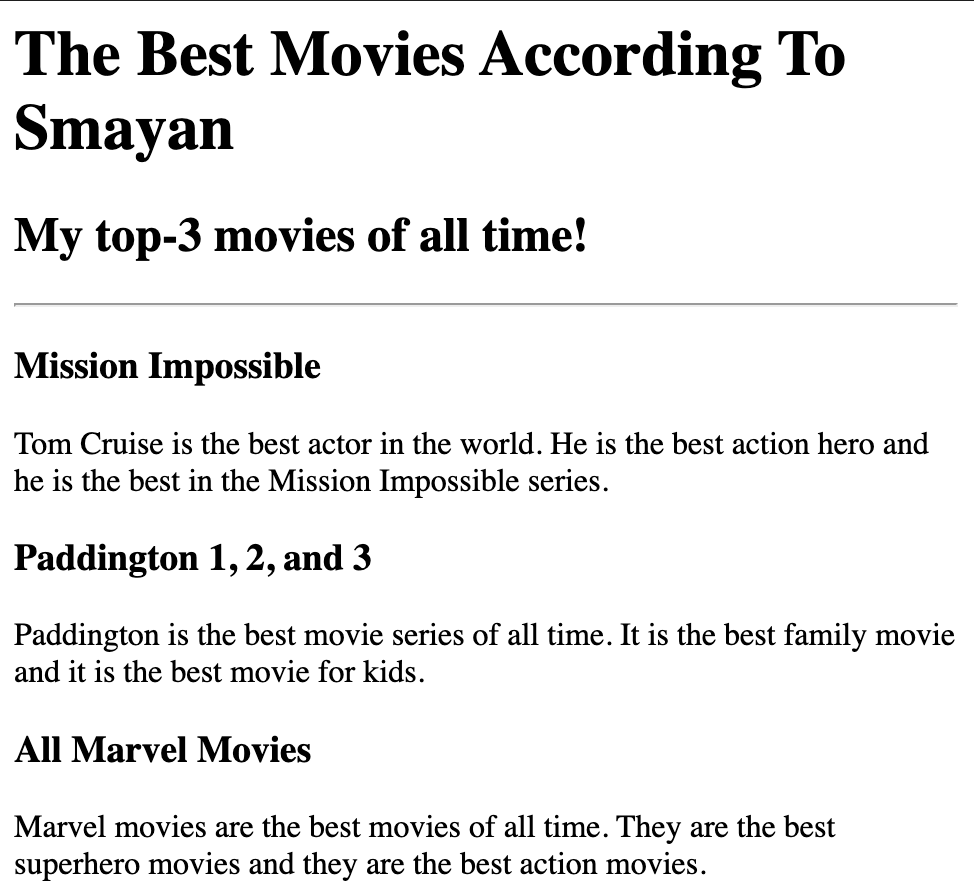 The Best Movies According To
Smayan
My top-3 movies of all time!
Mission Impossible
Tom Cruise is the best actor in the world. He is the best action hero and
he is the best in the Mission Impossible series.
Paddington 1, 2, and 3
Paddington is the best movie series of all time. It is the best family movie
and it is the best movie for kids.
All Marvel Movies
Marvel movies are the best movies of all time. They are the best
superhero movies and they are the best action movies.